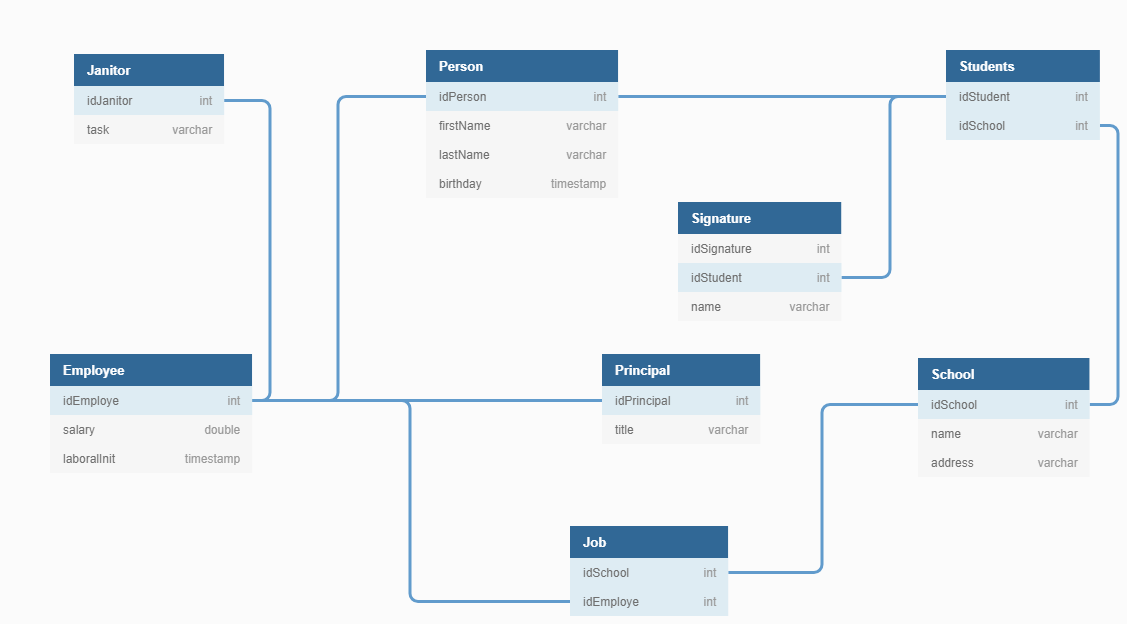 Janitor
idJanitor int
task varchar
Person
idPerson int
firstName varchar
lastName varchar
birthday timestamp
Students
idStudent int
idSchool int
Signature
idSignature int
idStudent int
name varchar
Employee
idEmploye int
salary double
laboralInit timestamp
Principal
idPrincipal int
title varchar
School
idSchool int
name varchar
address varchar
Job
idSchool int
idEmploye int